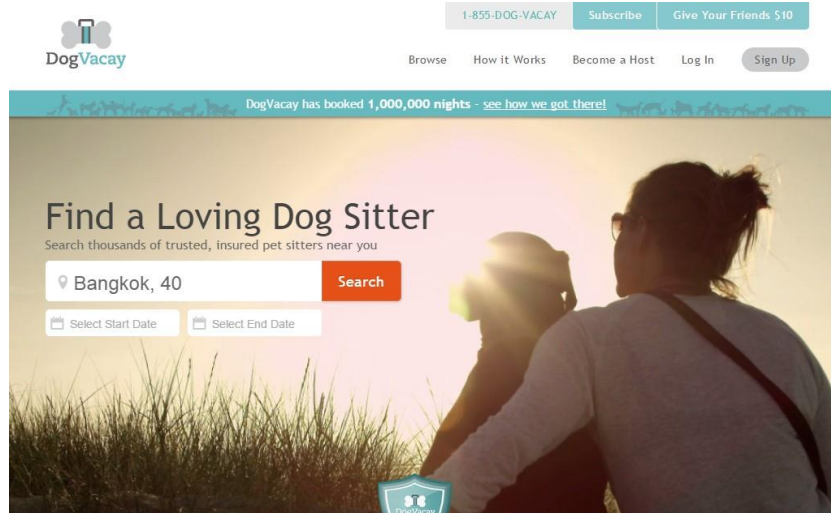 1-855-DOG-VACAY
Subscribe
Give Your Friends $10
DogVacay
Browse
How it Works
Become a Host
Log In
Sign Up
DogVacay has booked 1,000,000 nights - see how we got there!
Find a Loving Dog Sitter
Search thousands of trusted, insured pet sitters near you
Bangkok, 40
Search
Select Start Date
Select End Date
DogVacay